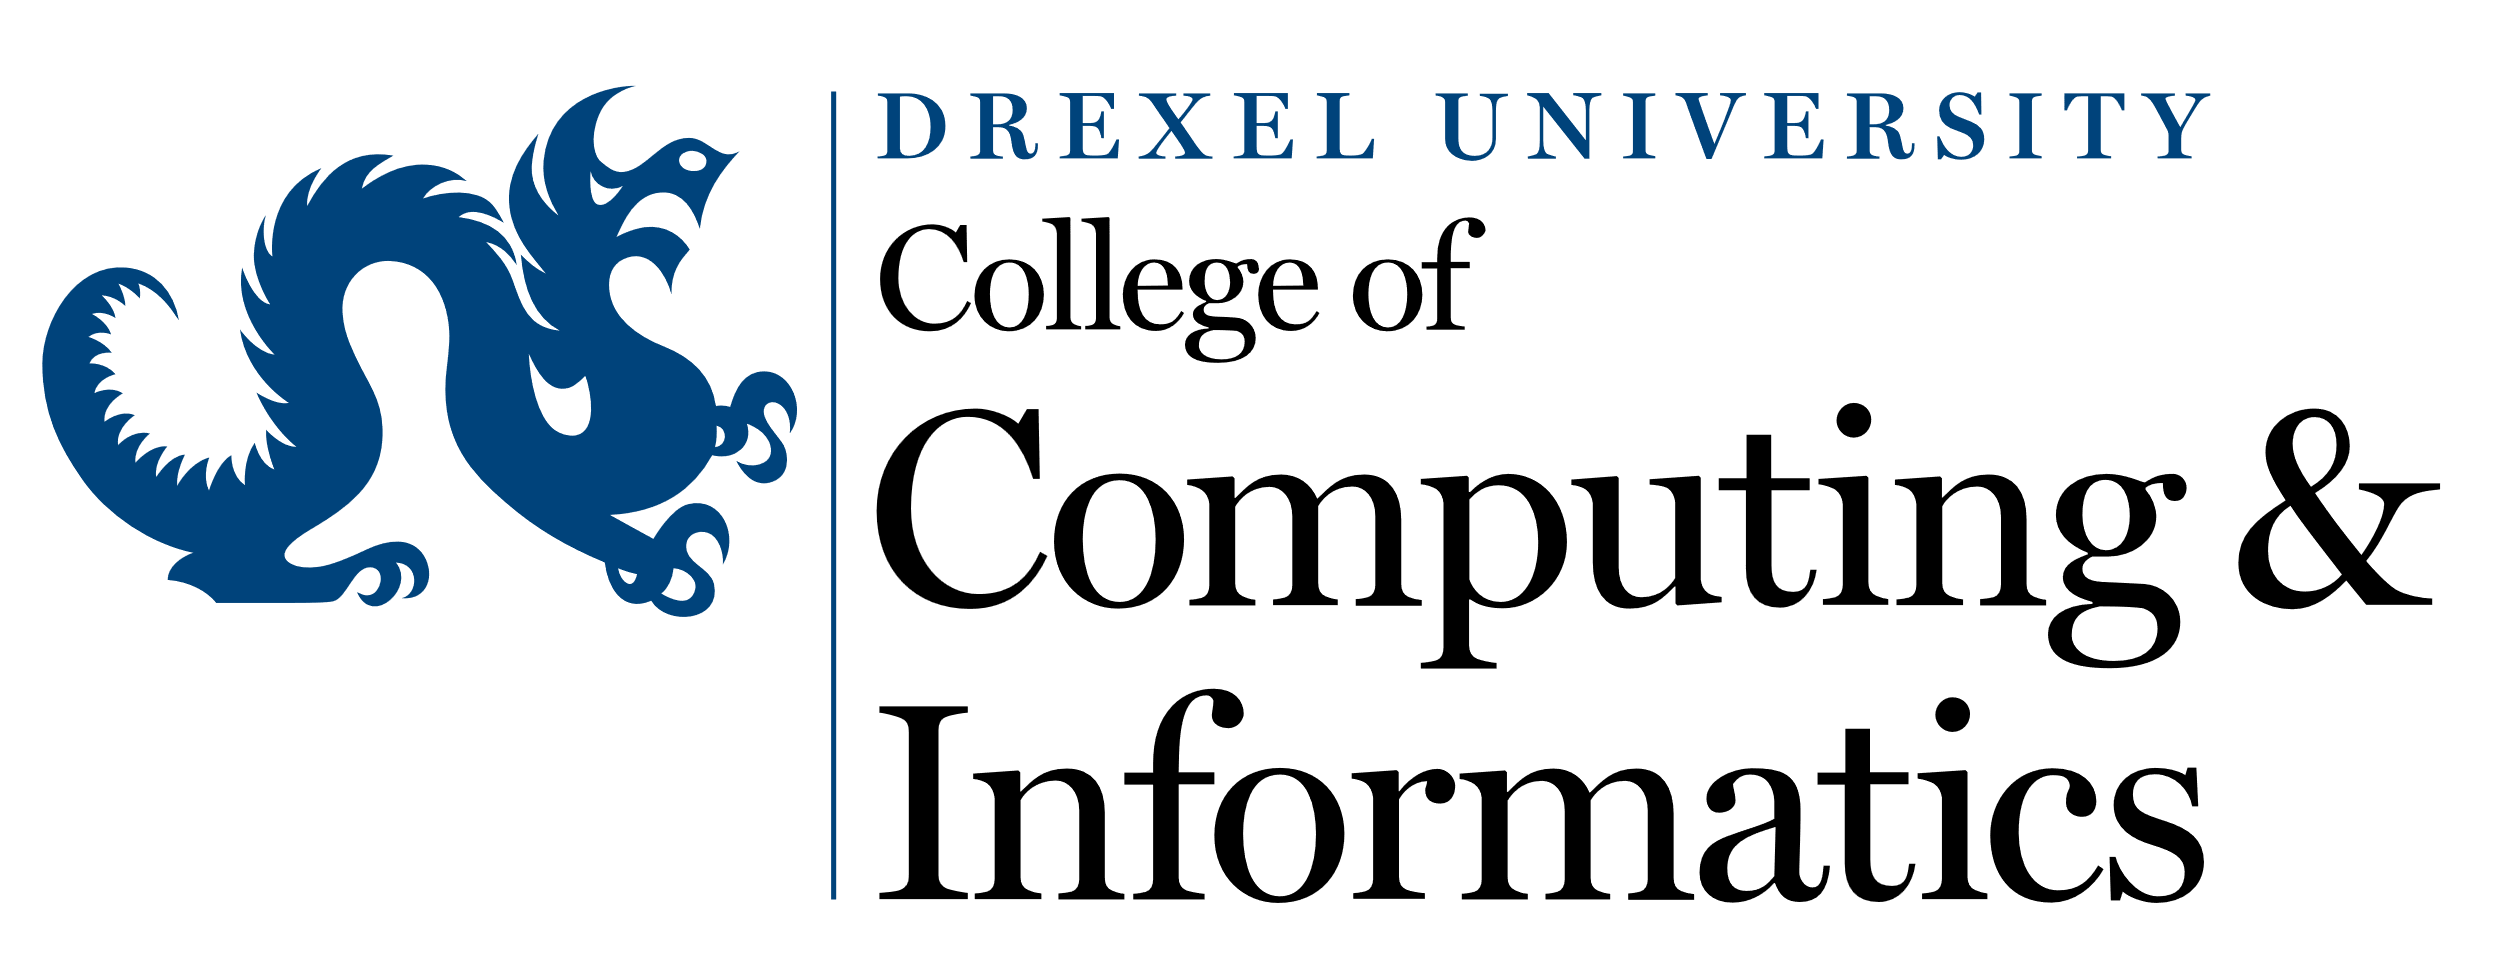 DREXEL UNIVERSITY
College of
Computing &
Informatics